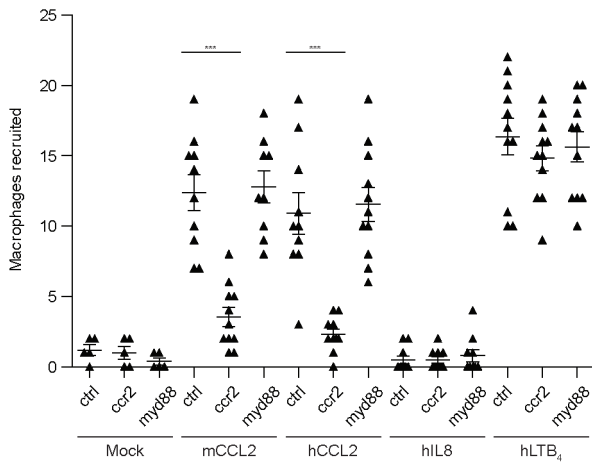 25
20
15
10
5
0
Macrophages recruited
***
***
ctrl ccr2 myd88 ctrl ccr2 myd88 ctrl ccr2 myd88 ctrl ccr2 myd88 ctrl ccr2 myd88
Mock mCCL2 hCCL2 hIL8 hLTB₄